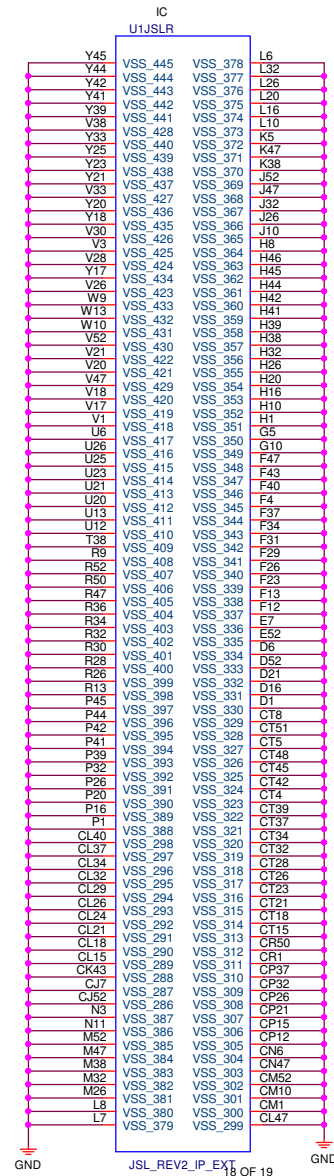 IC
U1JSLR
Y45 VSS_445 VSS_378 L6
Y44 VSS_444 VSS_377 L32
Y42 VSS_443 VSS_376 L26
Y41 VSS_442 VSS_375 L20
Y39 VSS_441 VSS_374 L16
V38 VSS_428 VSS_373 L10
Y33 VSS_440 VSS_372 K5
Y25 VSS_439 VSS_371 K47
Y23 VSS_438 VSS_370 K38
Y21 VSS_437 VSS_369 J52
V33 VSS_427 VSS_368 J47
Y20 VSS_436 VSS_367 J32
Y18 VSS_435 VSS_366 J26
V30 VSS_426 VSS_365 J10
V3 VSS_425 VSS_364 H8
V28 VSS_424 VSS_363 H46
Y17 VSS_434 VSS_362 H45
V26 VSS_423 VSS_361 H44
W9 VSS_433 VSS_360 H42
W13 VSS_432 VSS_359 H41
W10 VSS_431 VSS_358 H39
V52 VSS_430 VSS_357 H38
V21 VSS_422 VSS_356 H32
V20 VSS_421 VSS_355 H26
V47 VSS_429 VSS_354 H20
V18 VSS_420 VSS_353 H16
V17 VSS_419 VSS_352 H10
V1 VSS_418 VSS_351 H1
U6 VSS_417 VSS_350 G5
U26 VSS_416 VSS_349 G10
U25 VSS_415 VSS_348 F47
U23 VSS_414 VSS_347 F43
U21 VSS_413 VSS_346 F40
U20 VSS_412 VSS_345 F4
U13 VSS_411 VSS_344 F37
U12 VSS_410 VSS_343 F34
T38 VSS_409 VSS_342 F31
R9 VSS_408 VSS_341 F29
R52 VSS_407 VSS_340 F26
R50 VSS_406 VSS_339 F23
R47 VSS_405 VSS_338 F13
R36 VSS_404 VSS_337 F12
R34 VSS_403 VSS_336 E7
R32 VSS_402 VSS_335 E52
R30 VSS_401 VSS_334 D6
R28 VSS_400 VSS_333 D52
R26 VSS_399 VSS_332 D21
R13 VSS_398 VSS_331 D16
P45 VSS_397 VSS_330 D1
P44 VSS_396 VSS_329 CT8
P42 VSS_395 VSS_328 CT51
P41 VSS_394 VSS_327 CT5
P39 VSS_393 VSS_326 CT48
P32 VSS_392 VSS_325 CT45
P26 VSS_391 VSS_324 CT42
P20 VSS_390 VSS_323 CT4
P16 VSS_389 VSS_322 CT39
P1 VSS_388 VSS_321 CT37
CL40 VSS_298 VSS_320 CT34
CL37 VSS_297 VSS_319 CT32
CL34 VSS_296 VSS_318 CT28
CL32 VSS_295 VSS_317 CT26
CL29 VSS_294 VSS_316 CT23
CL26 VSS_293 VSS_315 CT21
CL24 VSS_292 VSS_314 CT18
CL21 VSS_291 VSS_313 CT15
CL18 VSS_290 VSS_312 CR50
CL15 VSS_289 VSS_311 CR1
CK43 VSS_288 VSS_310 CP37
CJ7 VSS_287 VSS_309 CP32
CJ52 VSS_286 VSS_308 CP26
N3 VSS_387 VSS_307 CP21
N11 VSS_386 VSS_306 CP15
M52 VSS_385 VSS_305 CP12
M47 VSS_384 VSS_304 CN6
M38 VSS_383 VSS_303 CN47
M32 VSS_382 VSS_302 CM52
M26 VSS_381 VSS_301 CM10
L8 VSS_380 VSS_300 CM1
L7 VSS_379 VSS_299 CL47
GND JSL_REV2_IP_EXT GND
18 OF 19